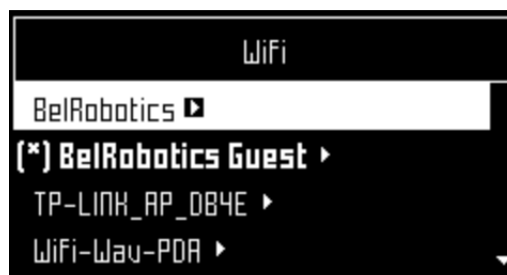 WiFi
BelRobotics
(*) BelRobotics Guest
TP-LINK_AP_DB4E
WiFi-Wav-PDA